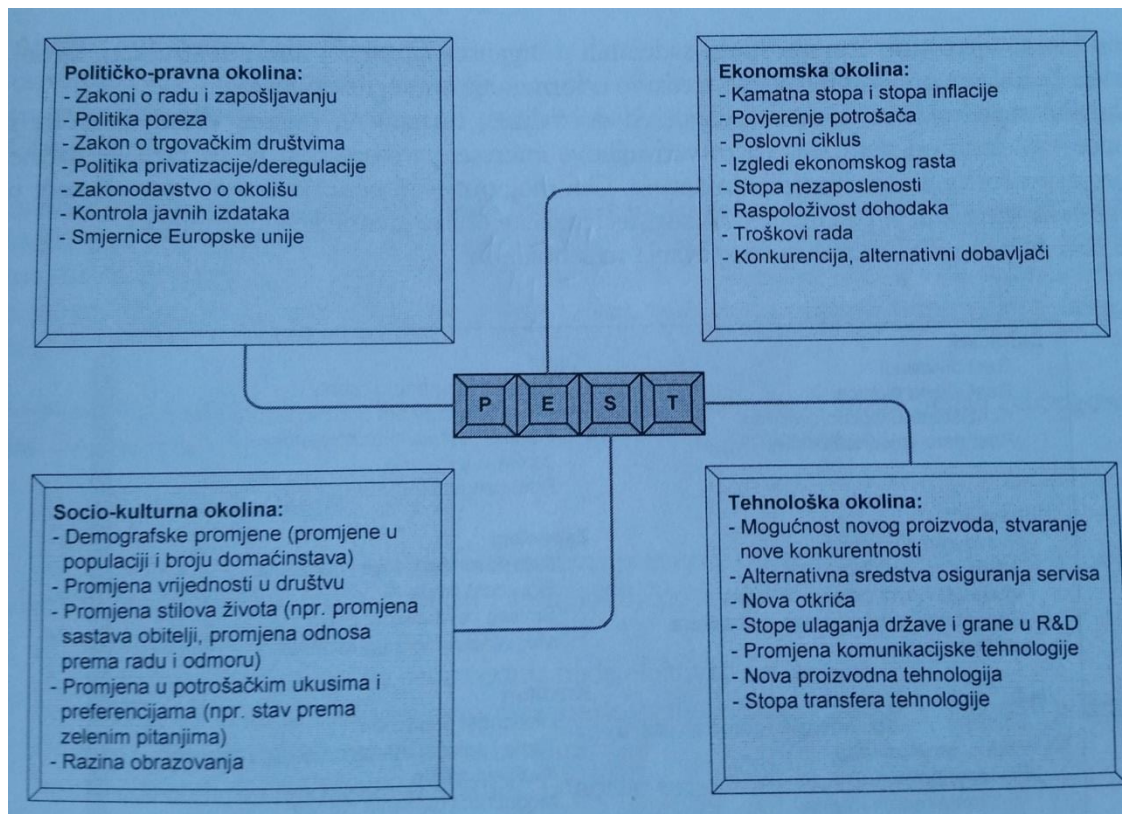 Političko-pravna okolina:
- Zakoni o radu i zapošljavanju
- Politika poreza
- Zakon o trgovačkim društvima
- Politika privatizacije/deregulacije
- Zakonodavstvo o okolišu
- Kontrola javnih izdataka
- Smjernice Europske unije
Ekonomska okolina:
- Kamatna stopa i stopa inflacije
- Povjerenje potrošača
- Poslovni ciklus
- Izgledi ekonomskog rasta
- Stopa nezaposlenosti
- Raspoloživost dohodaka
- Troškovi rada
- Konkurencija, alternativni dobavljači
P E S T
Socio-kulturna okolina:
- Demografske promjene (promjene u
populaciji i broju domaćinstava)
- Promjena vrijednosti u društvu
- Promjena stilova života (npr. promjena
sastava obitelji, promjena odnosa
prema radu i odmoru)
- Promjena u potrošačkim ukusima i
preferencijama (npr. stav prema
zelenim pitanjima)
- Razina obrazovanja
Tehnološka okolina:
- Mogućnost novog proizvoda, stvaranje
nove konkurentnosti
- Alternativna sredstva osiguranja servisa
- Nova otkrića
- Stope ulaganja države i grane u R&D
- Promjena komunikacijske tehnologije
- Nova proizvodna tehnologija
- Stopa transfera tehnologije